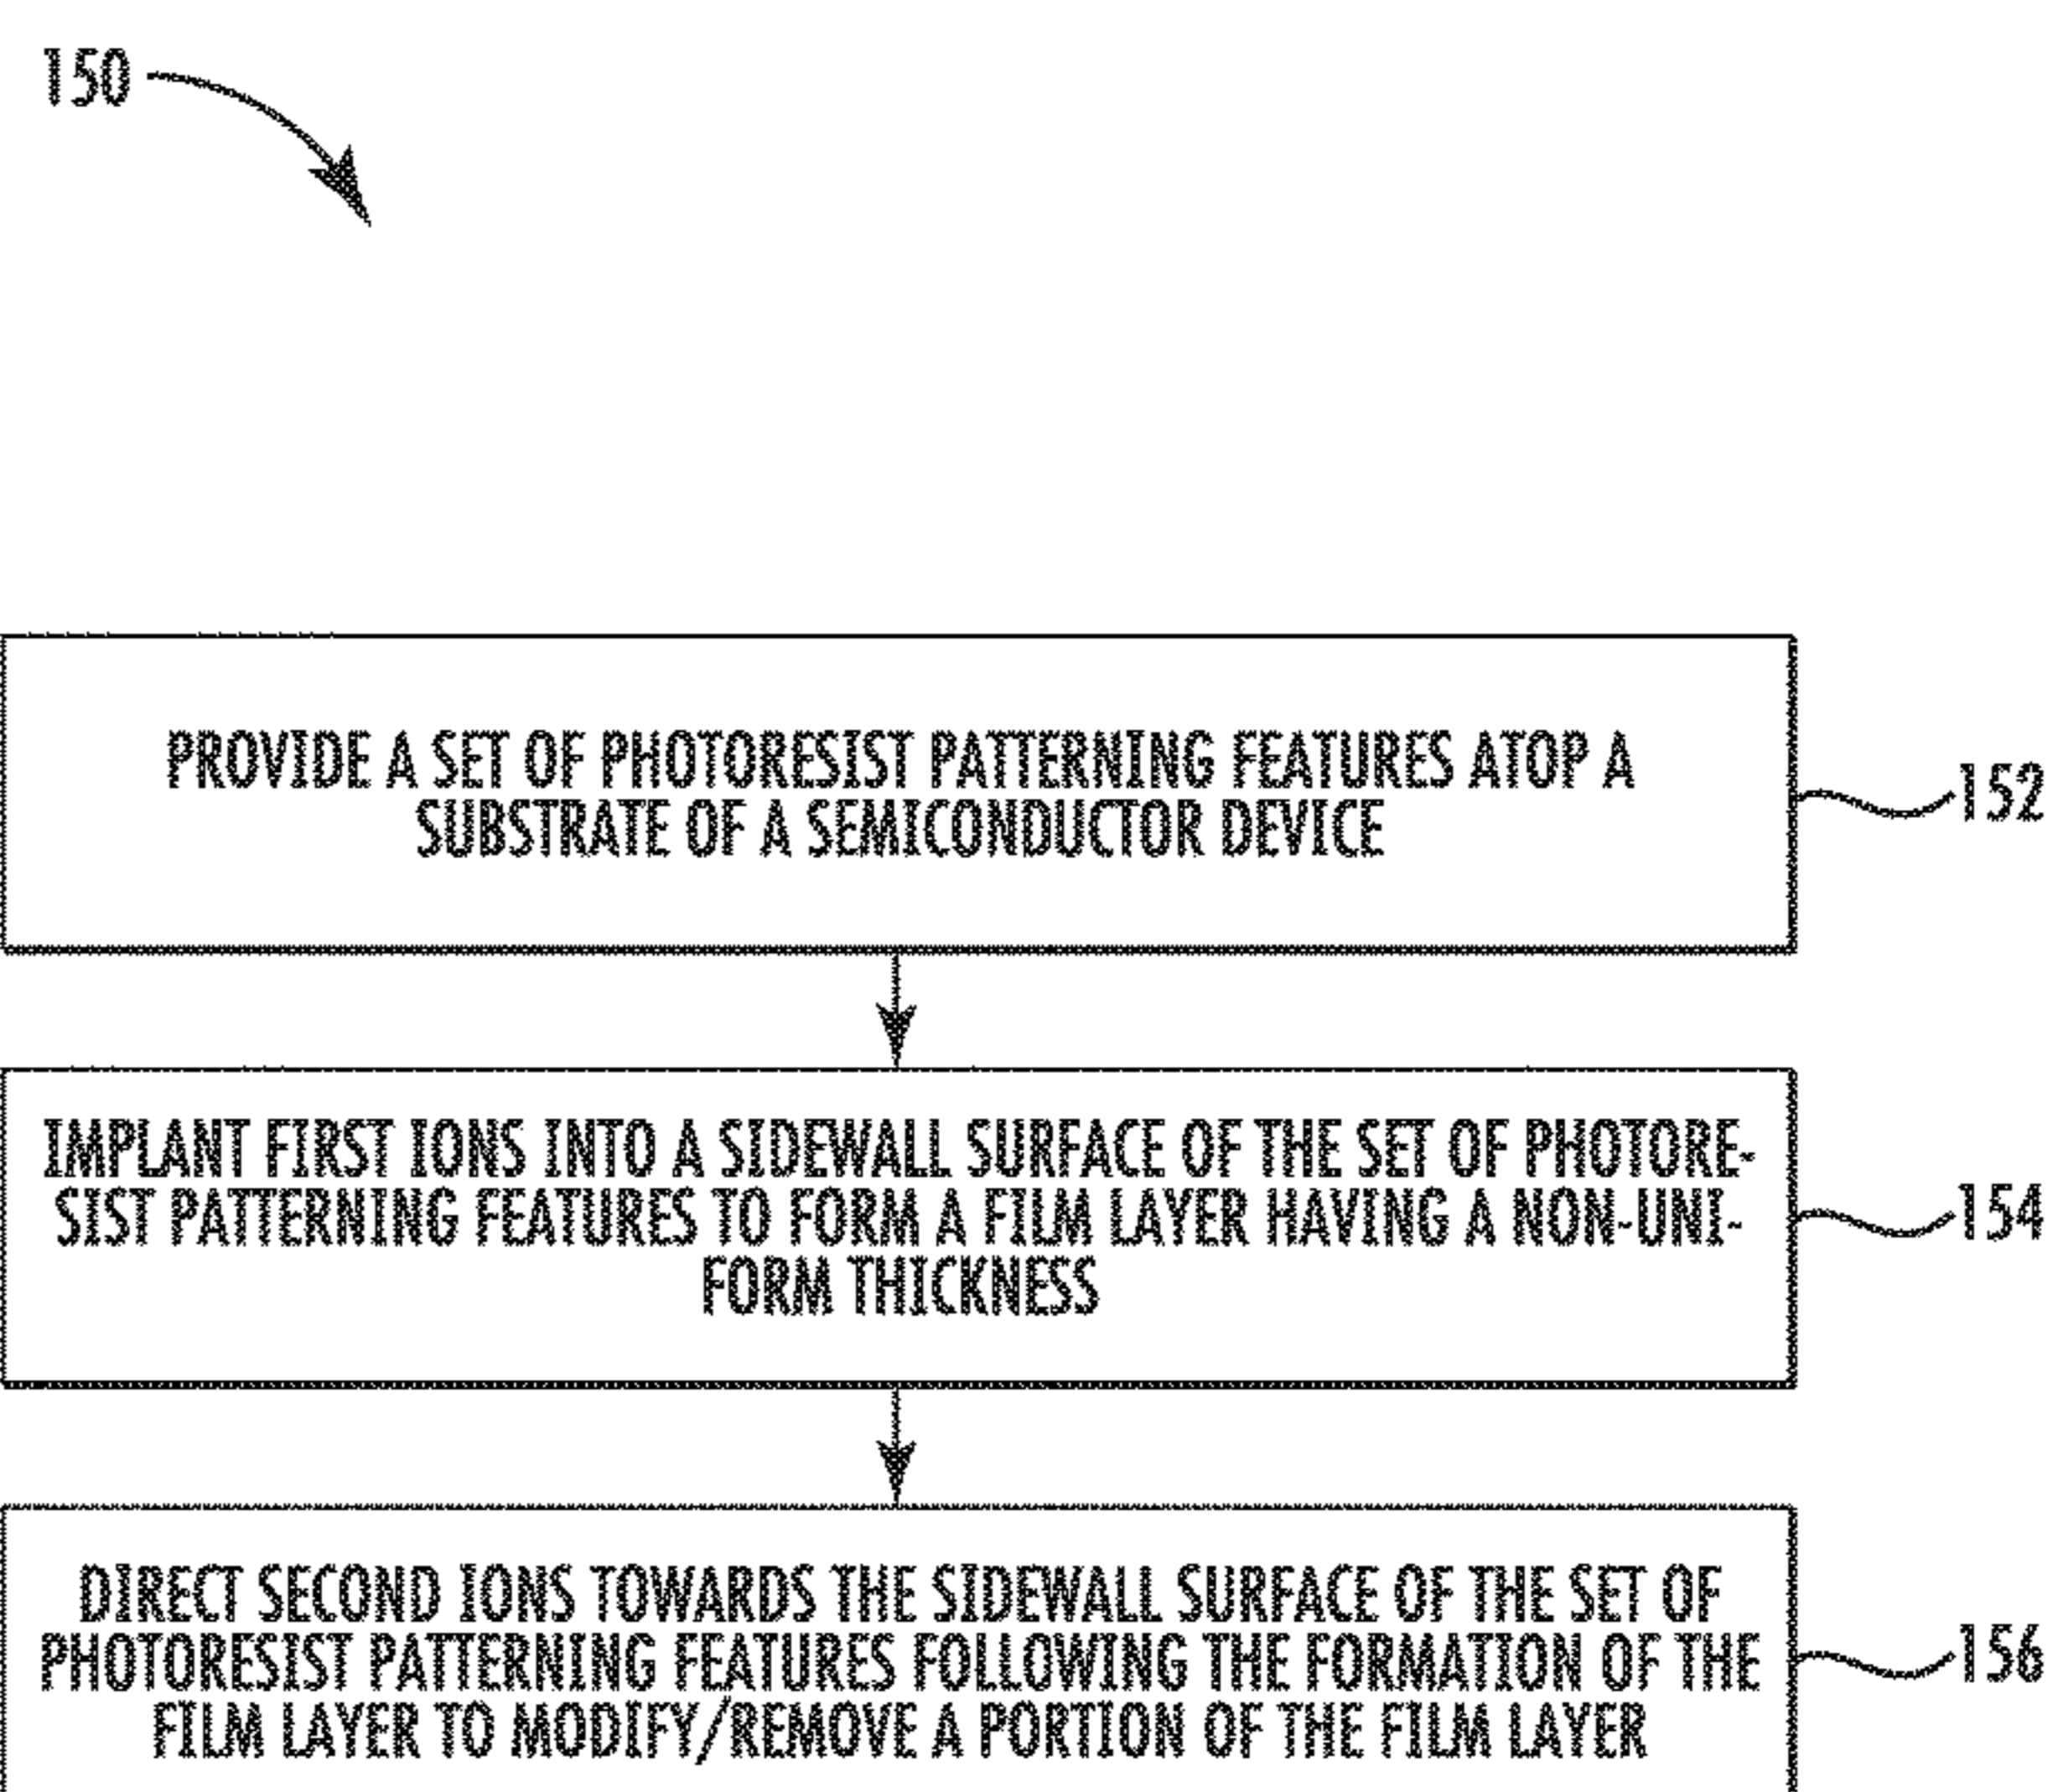 150
PROVIDE A SET OF PHOTORESIST PATTERNING FEATURES ATOP A
SUBSTRATE OF A SEMICONDUCTOR DEVICE
152
IMPLANT FIRST IONS INTO A SIDEWALL SURFACE OF THE SET OF PHOTORE-
SIST PATTERNING FEATURES TO FORM A FILM LAYER HAVING A NON-UNI-
FORM THICKNESS
154
DIRECT SECOND IONS TOWARDS THE SIDEWALL SURFACE OF THE SET OF
PHOTORESIST PATTERNING FEATURES FOLLOWING THE FORMATION OF THE
FILM LAYER TO MODIFY/REMOVE A PORTION OF THE FILM LAYER
156